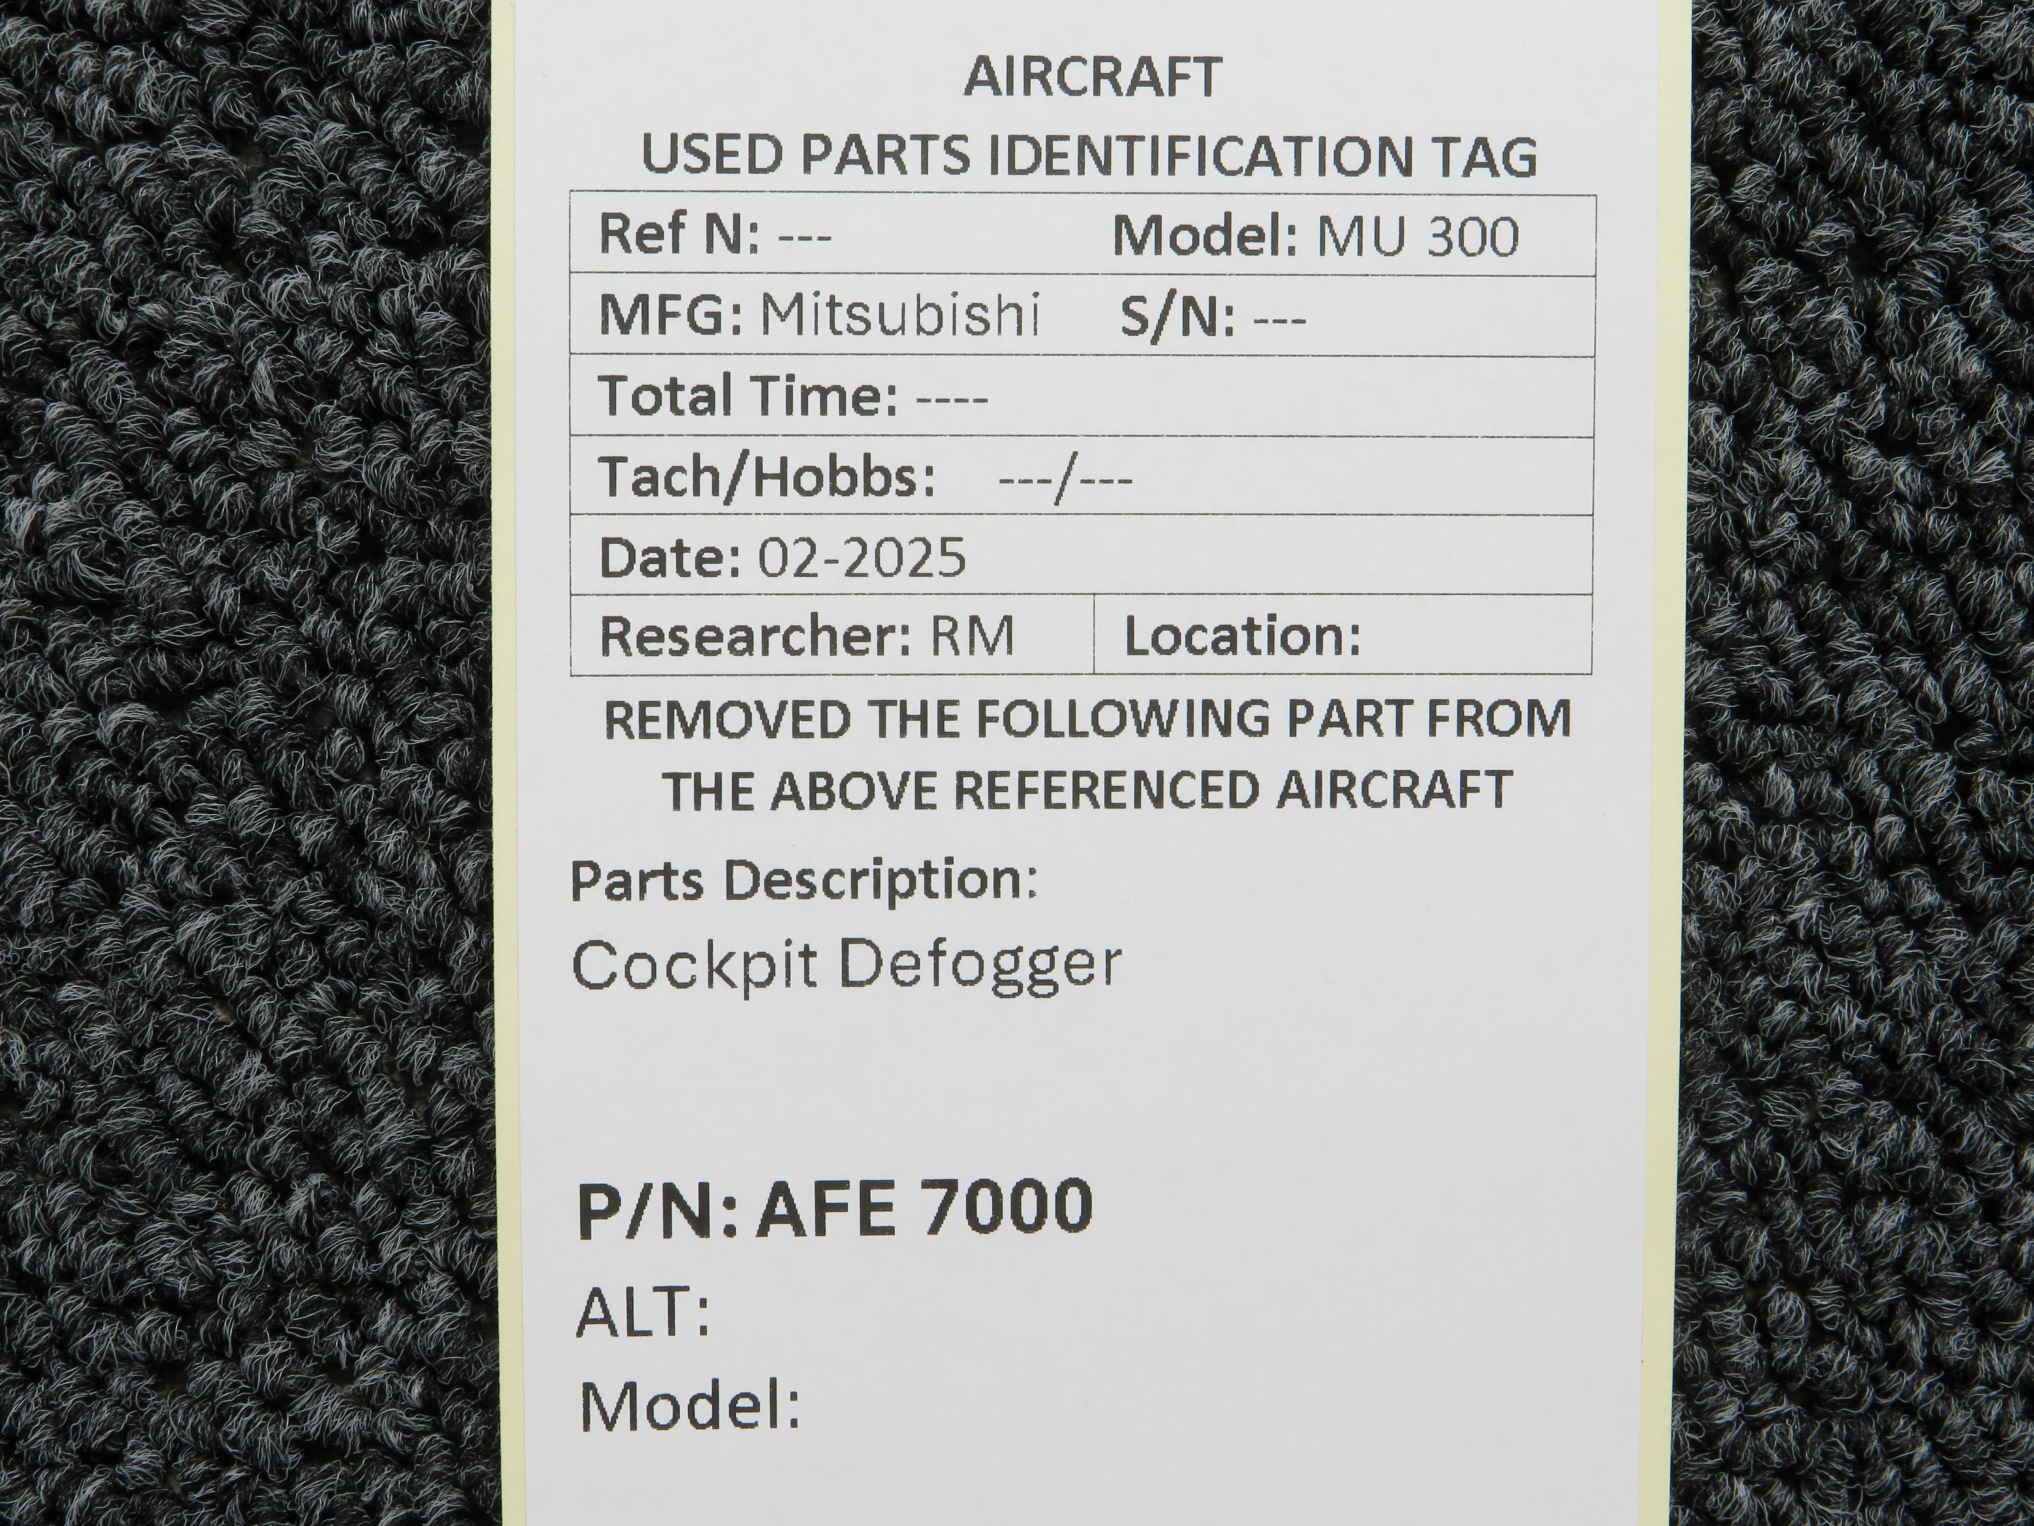 AIRCRAFT
USED PARTS IDENTIFICATION TAG
Ref N: --- Model: MU 300
MFG: Mitsubishi S/N: ---
Total Time: ----
Tach/Hobbs: ---/---
Date: 02-2025
Researcher: RM Location:
REMOVED THE FOLLOWING PART FROM
THE ABOVE REFERENCED AIRCRAFT
Parts Description:
Cockpit Defogger
P/N: AFE 7000
ALT:
Model: